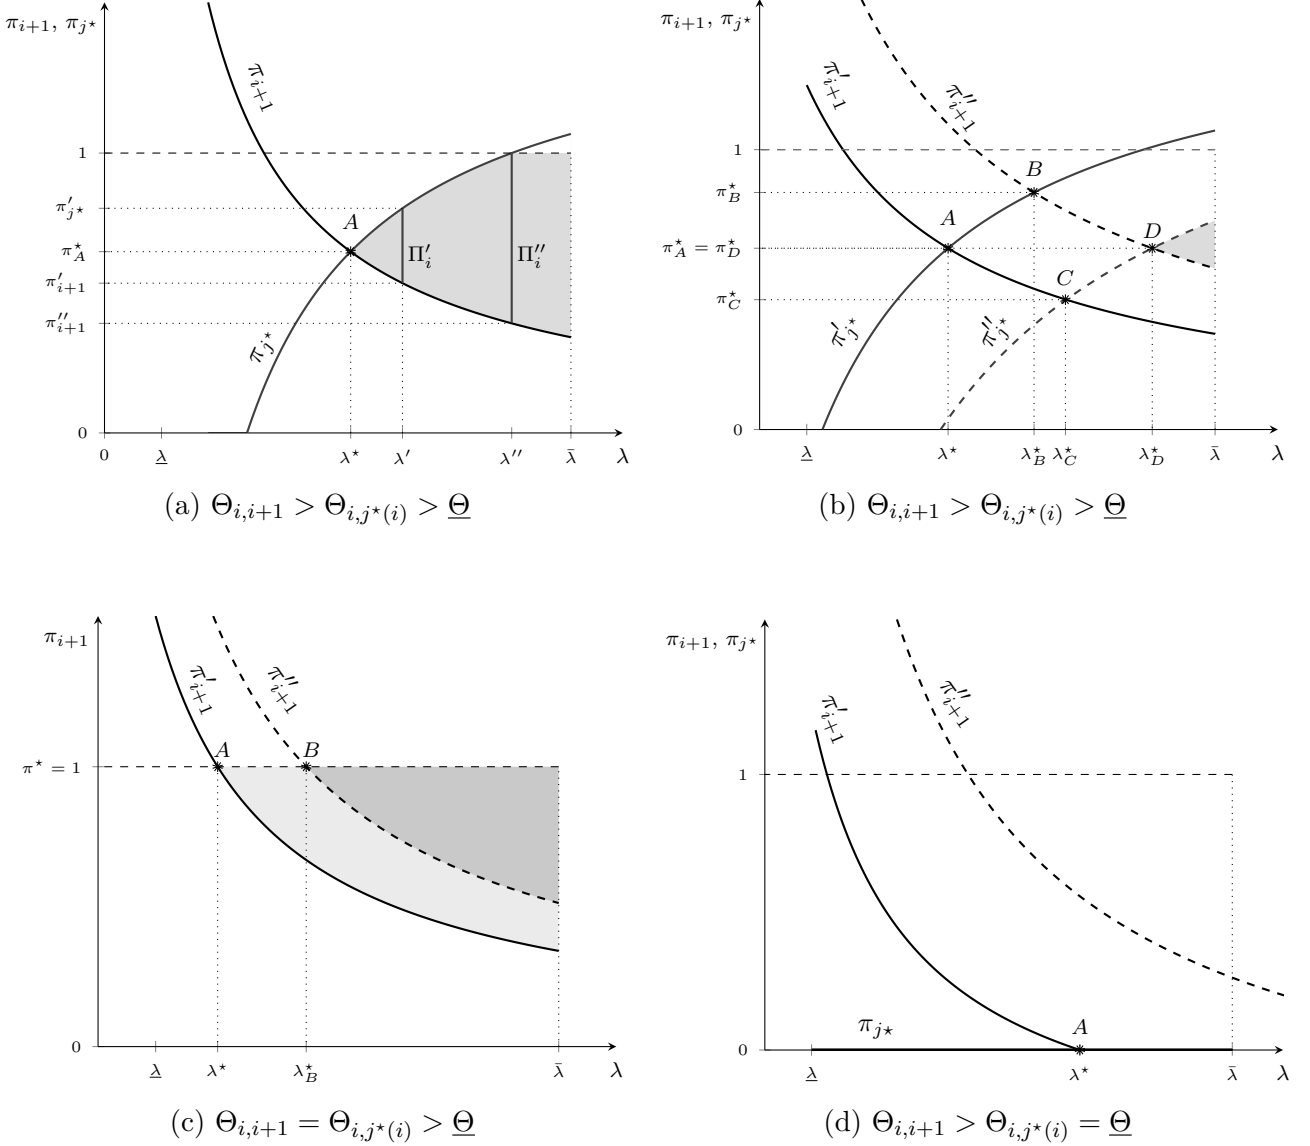 π_{i+1}, π_{j⋆}
π_{i+1}
1
π′_{j⋆}
A
π⋆_A
Π′_i
Π″_i
π′_{i+1}
π″_{i+1}
π_{j⋆}
0
0 λ̲ λ⋆ λ′ λ″ λ̄ λ
(a) Θ_{i,i+1} > Θ_{i,j⋆(i)} > Θ̲
π_{i+1}, π_{j⋆}
π′_{i+1}
π″_{i+1}
1
B
π⋆_B
A
D
π⋆_A = π⋆_D
C
π⋆_C
π′_{j⋆}
π″_{j⋆}
0
λ̲ λ⋆ λ⋆_B λ⋆_C λ⋆_D λ̄ λ
(b) Θ_{i,i+1} > Θ_{i,j⋆(i)} > Θ̲
π_{i+1}
π′_{i+1}
π″_{i+1}
A B
π⋆ = 1
0
λ̲ λ⋆ λ⋆_B λ̄ λ
(c) Θ_{i,i+1} = Θ_{i,j⋆(i)} > Θ̲
π_{i+1}, π_{j⋆}
π′_{i+1}
π″_{i+1}
1
π_{j⋆}
A
0
λ̲ λ⋆ λ̄ λ
(d) Θ_{i,i+1} > Θ_{i,j⋆(i)} = Θ̲